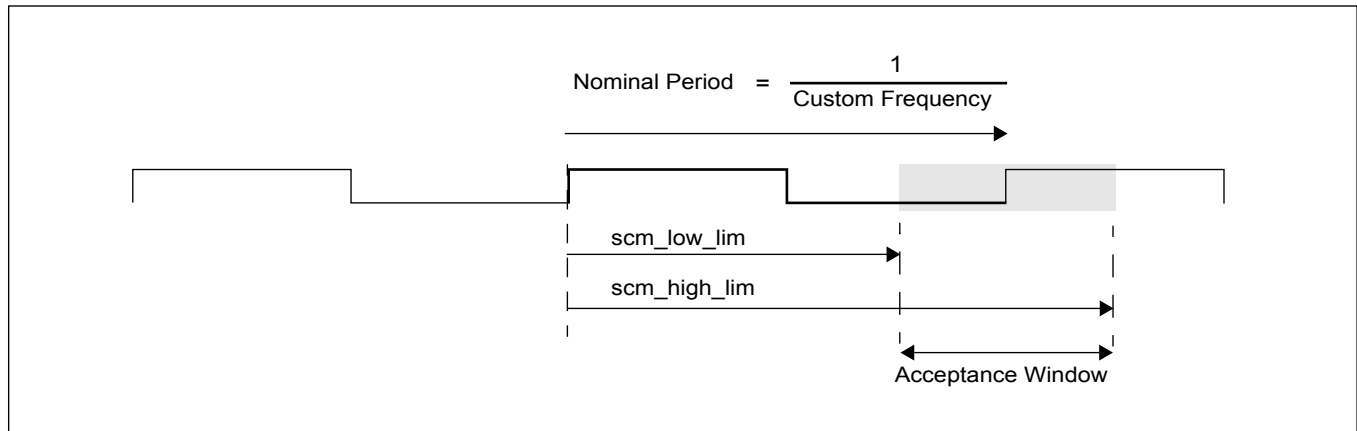 1
Nominal Period =
Custom Frequency
scm_low_lim
scm_high_lim
Acceptance Window